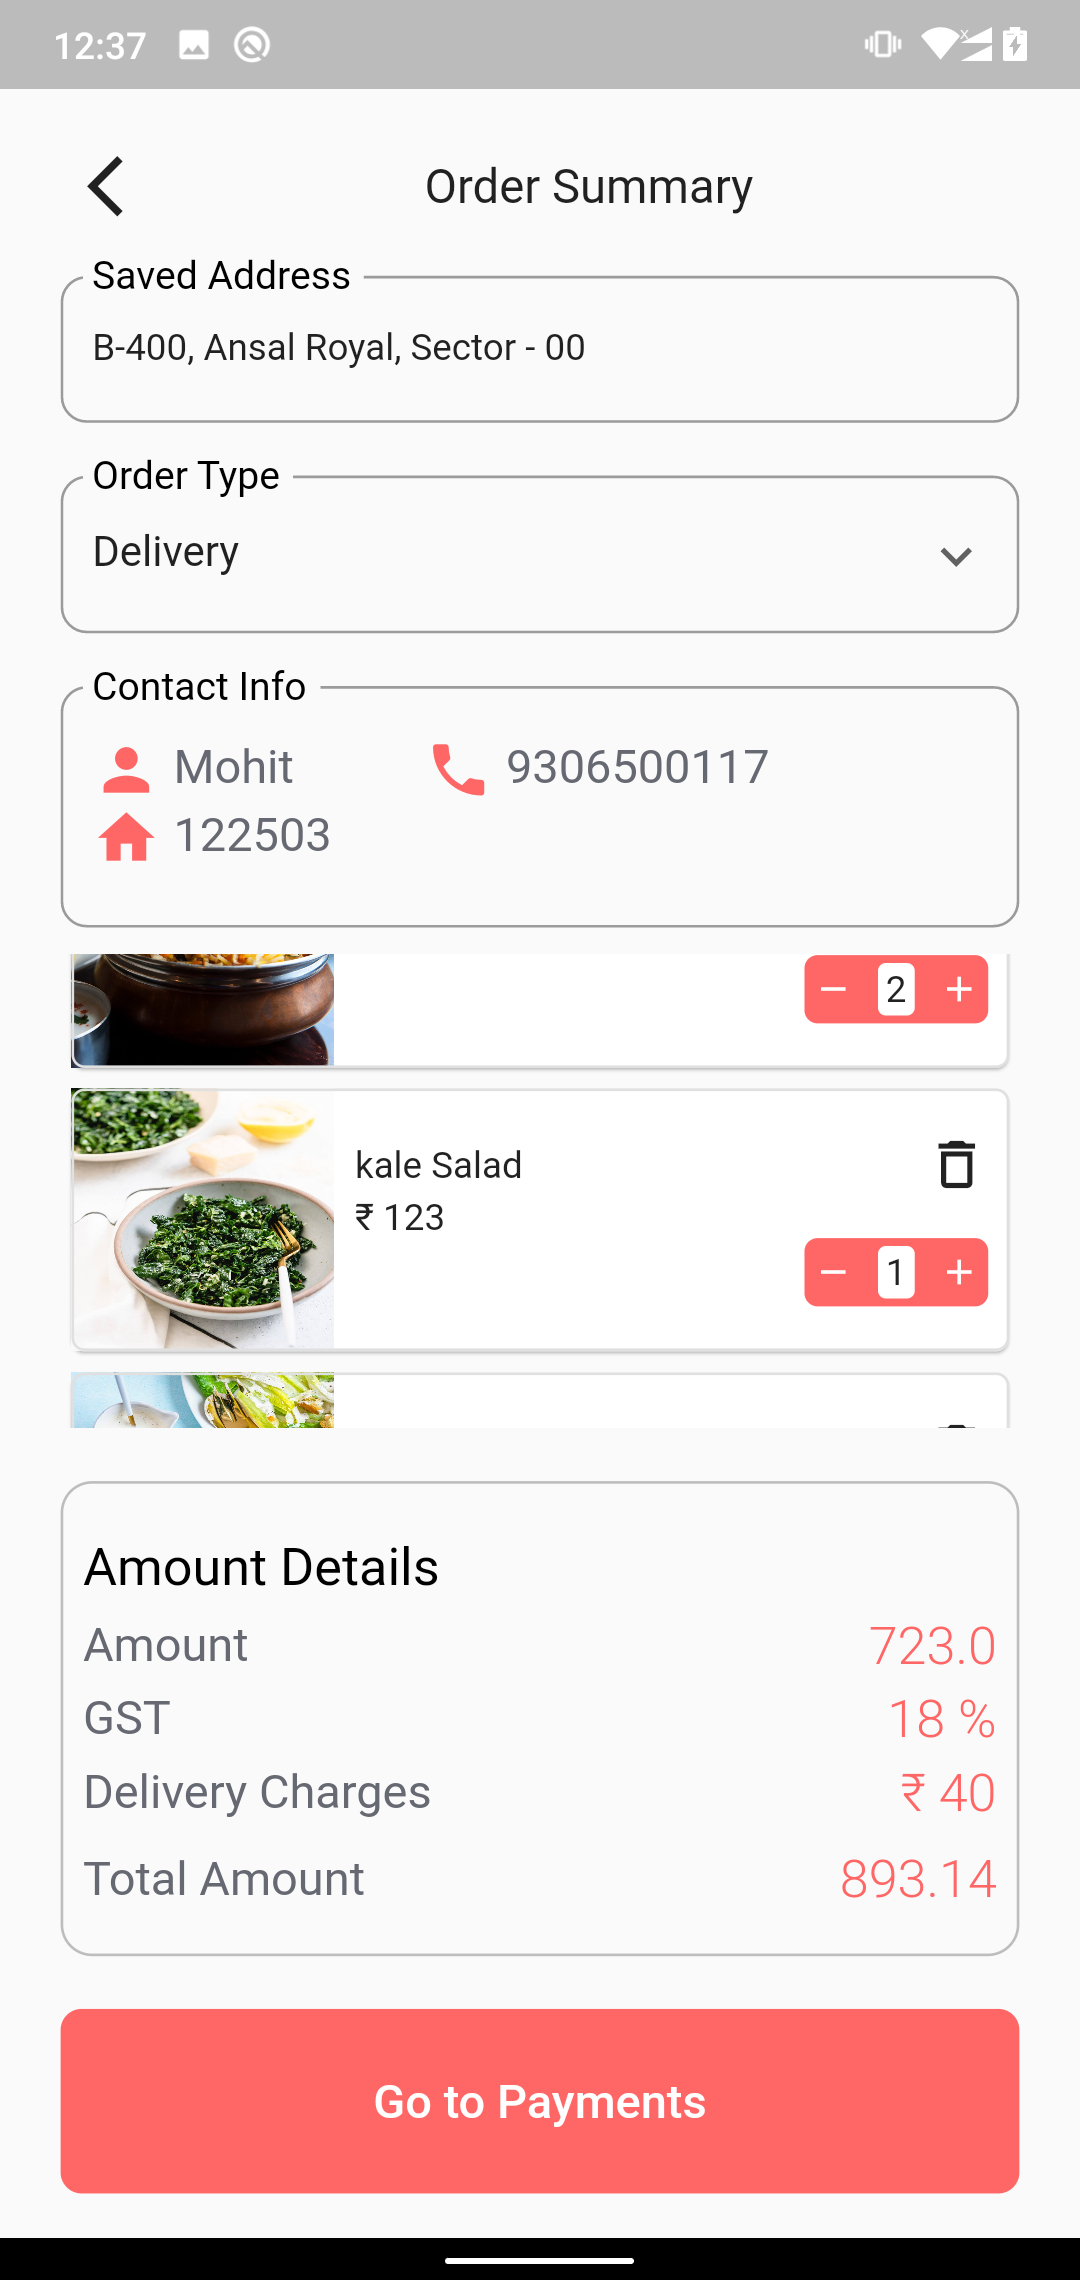 12:37
Order Summary
Saved Address
B-400, Ansal Royal, Sector - 00
Order Type
Delivery
Contact Info
Mohit 9306500117
122503
2
kale Salad
₹ 123
1
Amount Details
Amount 723.0
GST 18 %
Delivery Charges ₹ 40
Total Amount 893.14
Go to Payments